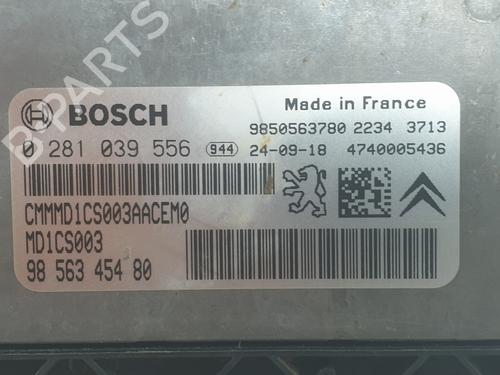 BPARTS
BOSCH
Made in France
9850563780 2234 3713
0 281 039 556 944 24-09-18 4740005436
CMMMD1CS003AACEM0
MD1CS003
98 563 454 80